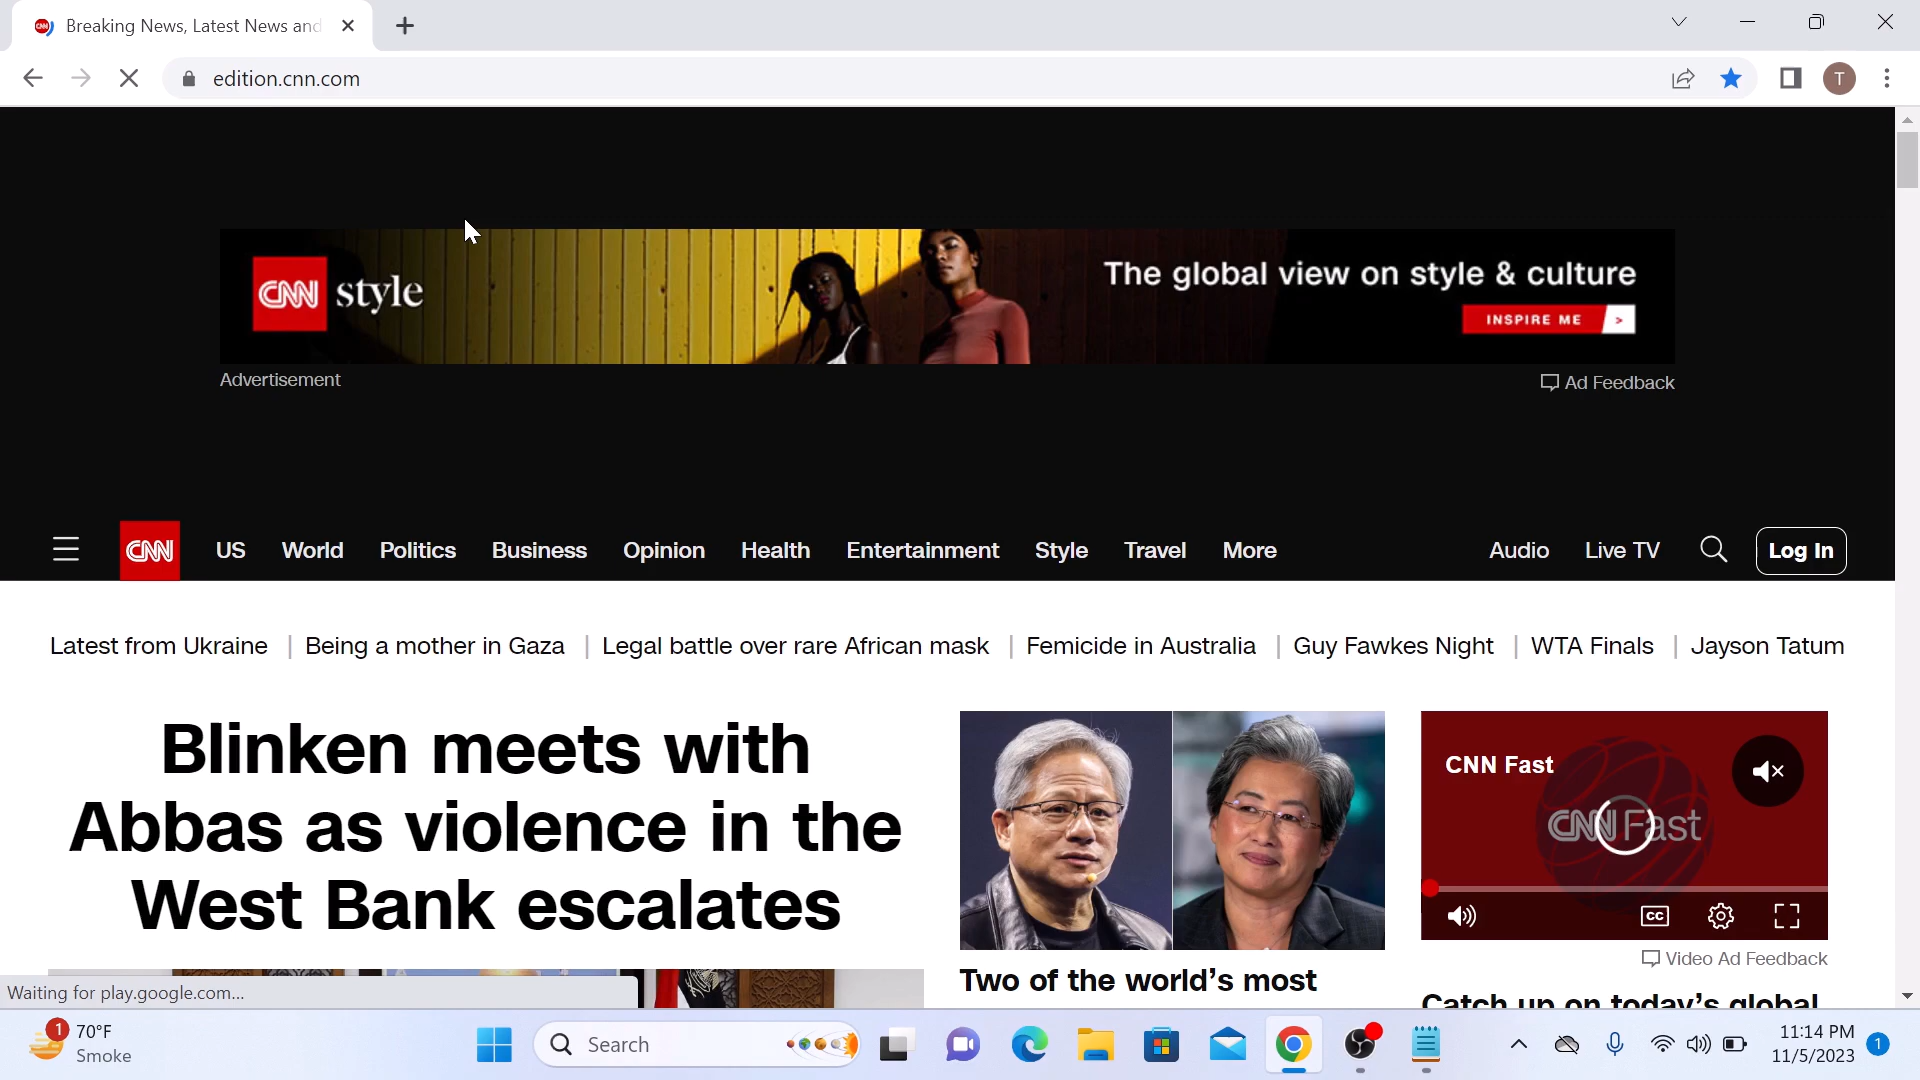 Breaking News, Latest News and
edition.cnn.com
T
CNN style
The global view on style & culture
INSPIRE ME >
Advertisement
Ad Feedback
CNN US World Politics Business Opinion Health Entertainment Style Travel More Audio Live TV Log In
Latest from Ukraine | Being a mother in Gaza | Legal battle over rare African mask | Femicide in Australia | Guy Fawkes Night | WTA Finals | Jayson Tatum
Blinken meets with
Abbas as violence in the
West Bank escalates
Two of the world's most
CNN Fast
CNN Fast
CC
Video Ad Feedback
Catch up on today's global
Waiting for play.google.com...
1
70°F
Smoke
Search
11:14 PM
11/5/2023
1